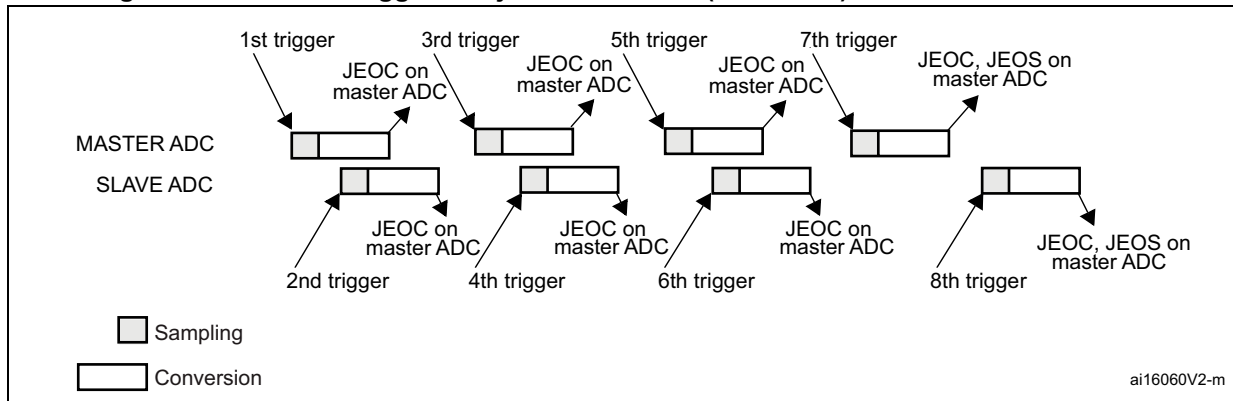 1st trigger
3rd trigger
5th trigger
7th trigger
JEOC on
master ADC
JEOC on
master ADC
JEOC on
master ADC
JEOC, JEOS on
master ADC
MASTER ADC
SLAVE ADC
JEOC on
master ADC
JEOC on
master ADC
JEOC on
master ADC
JEOC, JEOS on
master ADC
2nd trigger
4th trigger
6th trigger
8th trigger
Sampling
Conversion
ai16060V2-m